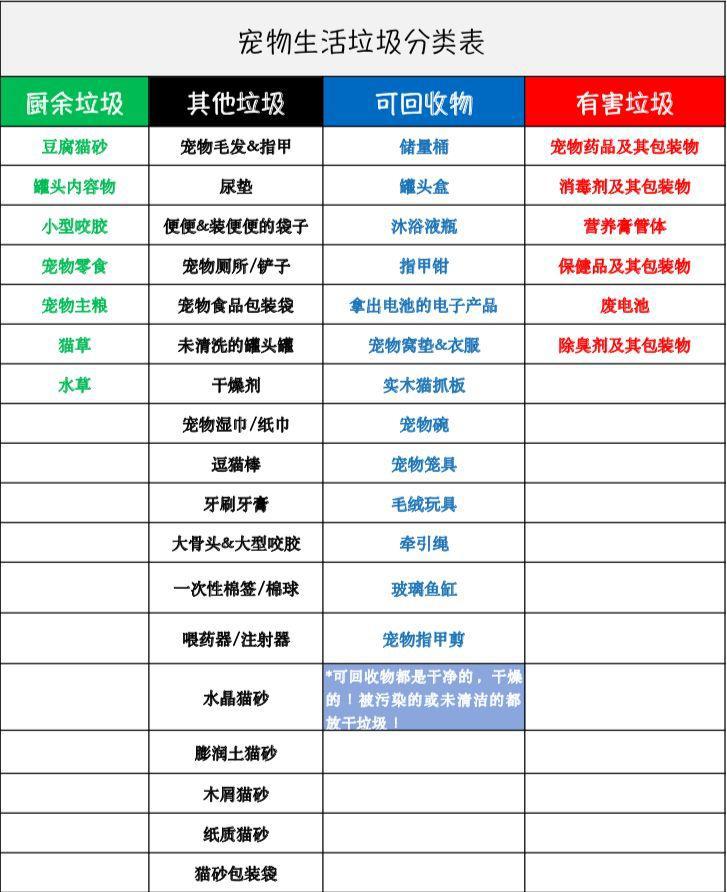 宠物生活垃圾分类表
厨余垃圾 其他垃圾 可回收物 有害垃圾
豆腐猫砂 宠物毛发&指甲 储量桶 宠物药品及其包装物
罐头内容物 尿垫 罐头盒 消毒剂及其包装物
小型咬胶 便便&装便便的袋子 沐浴液瓶 营养膏管体
宠物零食 宠物厕所/铲子 指甲钳 保健品及其包装物
宠物主粮 宠物食品包装袋 拿出电池的电子产品 废电池
猫草 未清洗的罐头罐 宠物窝垫&衣服 除臭剂及其包装物
水草 干燥剂 实木猫抓板
宠物湿巾/纸巾 宠物碗
逗猫棒 宠物笼具
牙刷牙膏 毛绒玩具
大骨头&大型咬胶 牵引绳
一次性棉签/棉球 玻璃鱼缸
喂药器/注射器 宠物指甲剪
水晶猫砂
*可回收物都是干净的，干燥
的！被污染的或未清洁的都
放干垃圾！
膨润土猫砂
木屑猫砂
纸质猫砂
猫砂包装袋